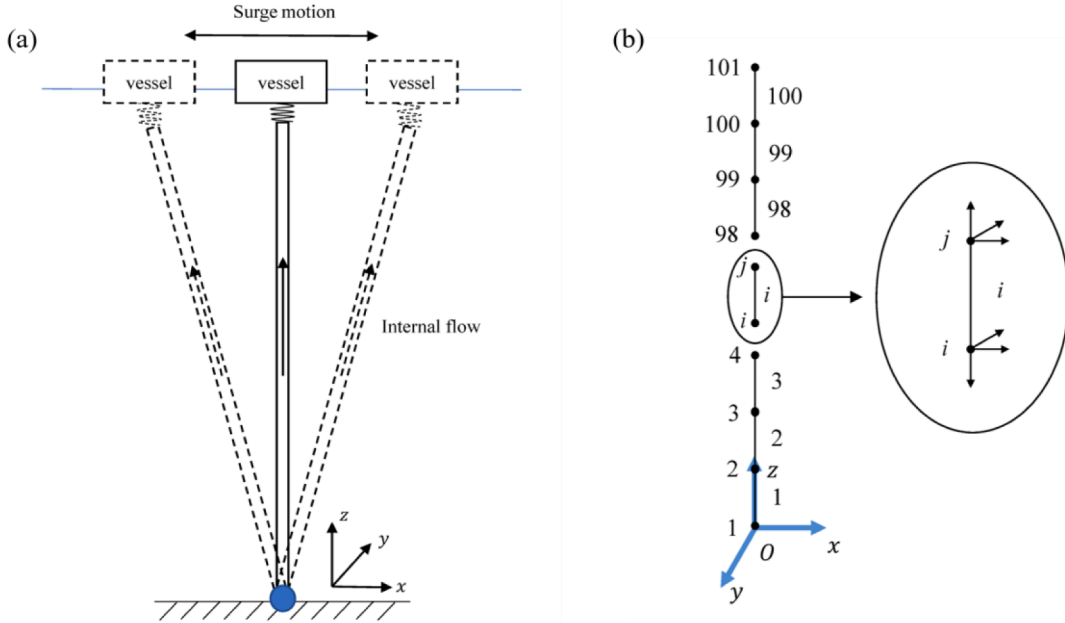 (a)
Surge motion
vessel
vessel
vessel
Internal flow
z
y
x
(b)
101
100
100
99
99
98
98
j
i
i
4
3
3
2
2
z
1
1
O
x
y
j
i
i